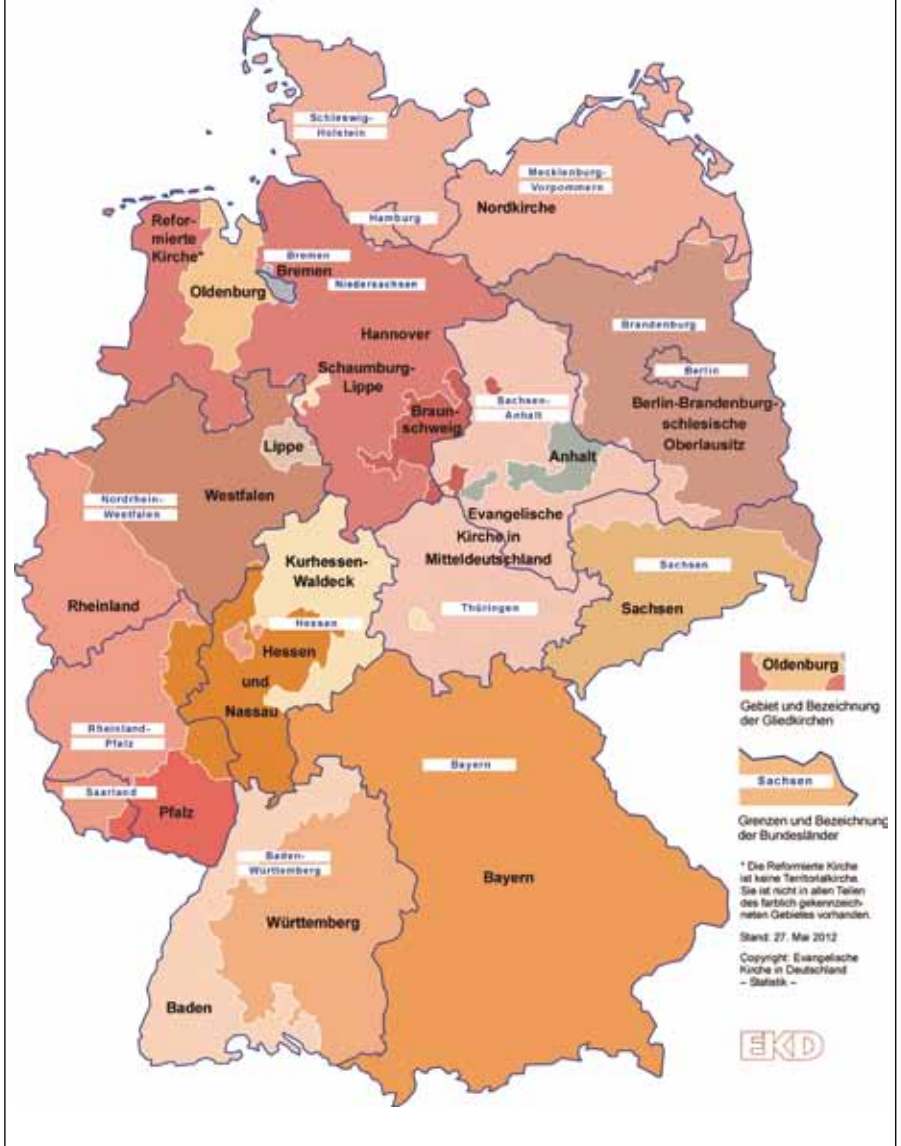 Schleswig-
Holstein
Mecklenburg-
Vorpommern
Nordkirche
Hamburg
Refor-
mierte
Kirche*
Bremen
Bremen
Oldenburg
Niedersachsen
Hannover
Brandenburg
Berlin
Schaumburg-
Lippe
Braun-
schweig
Sachsen-
Anhalt
Berlin-Brandenburg-
schlesische
Oberlausitz
Lippe
Anhalt
Nordrhein-
Westfalen
Westfalen
Evangelische
Kirche in
Mitteldeutschland
Kurhessen-
Waldeck
Sachsen
Sachsen
Rheinland
Thüringen
Hessen
Hessen
und
Nassau
Rheinland-
Pfalz
Saarland
Pfalz
Bayern
Bayern
Baden-
Württemberg
Württemberg
Baden
Oldenburg
Gebiet und Bezeichnung
der Gliedkirchen
Sachsen
Grenzen und Bezeichnung
der Bundesländer
* Die Reformierte Kirche
ist keine Territorialkirche.
Sie ist nicht in allen Teilen
des farblich gekennzeich-
neten Gebietes vorhanden.
Stand: 27. Mai 2012
Copyright: Evangelische
Kirche in Deutschland
– Statistik –
EKD